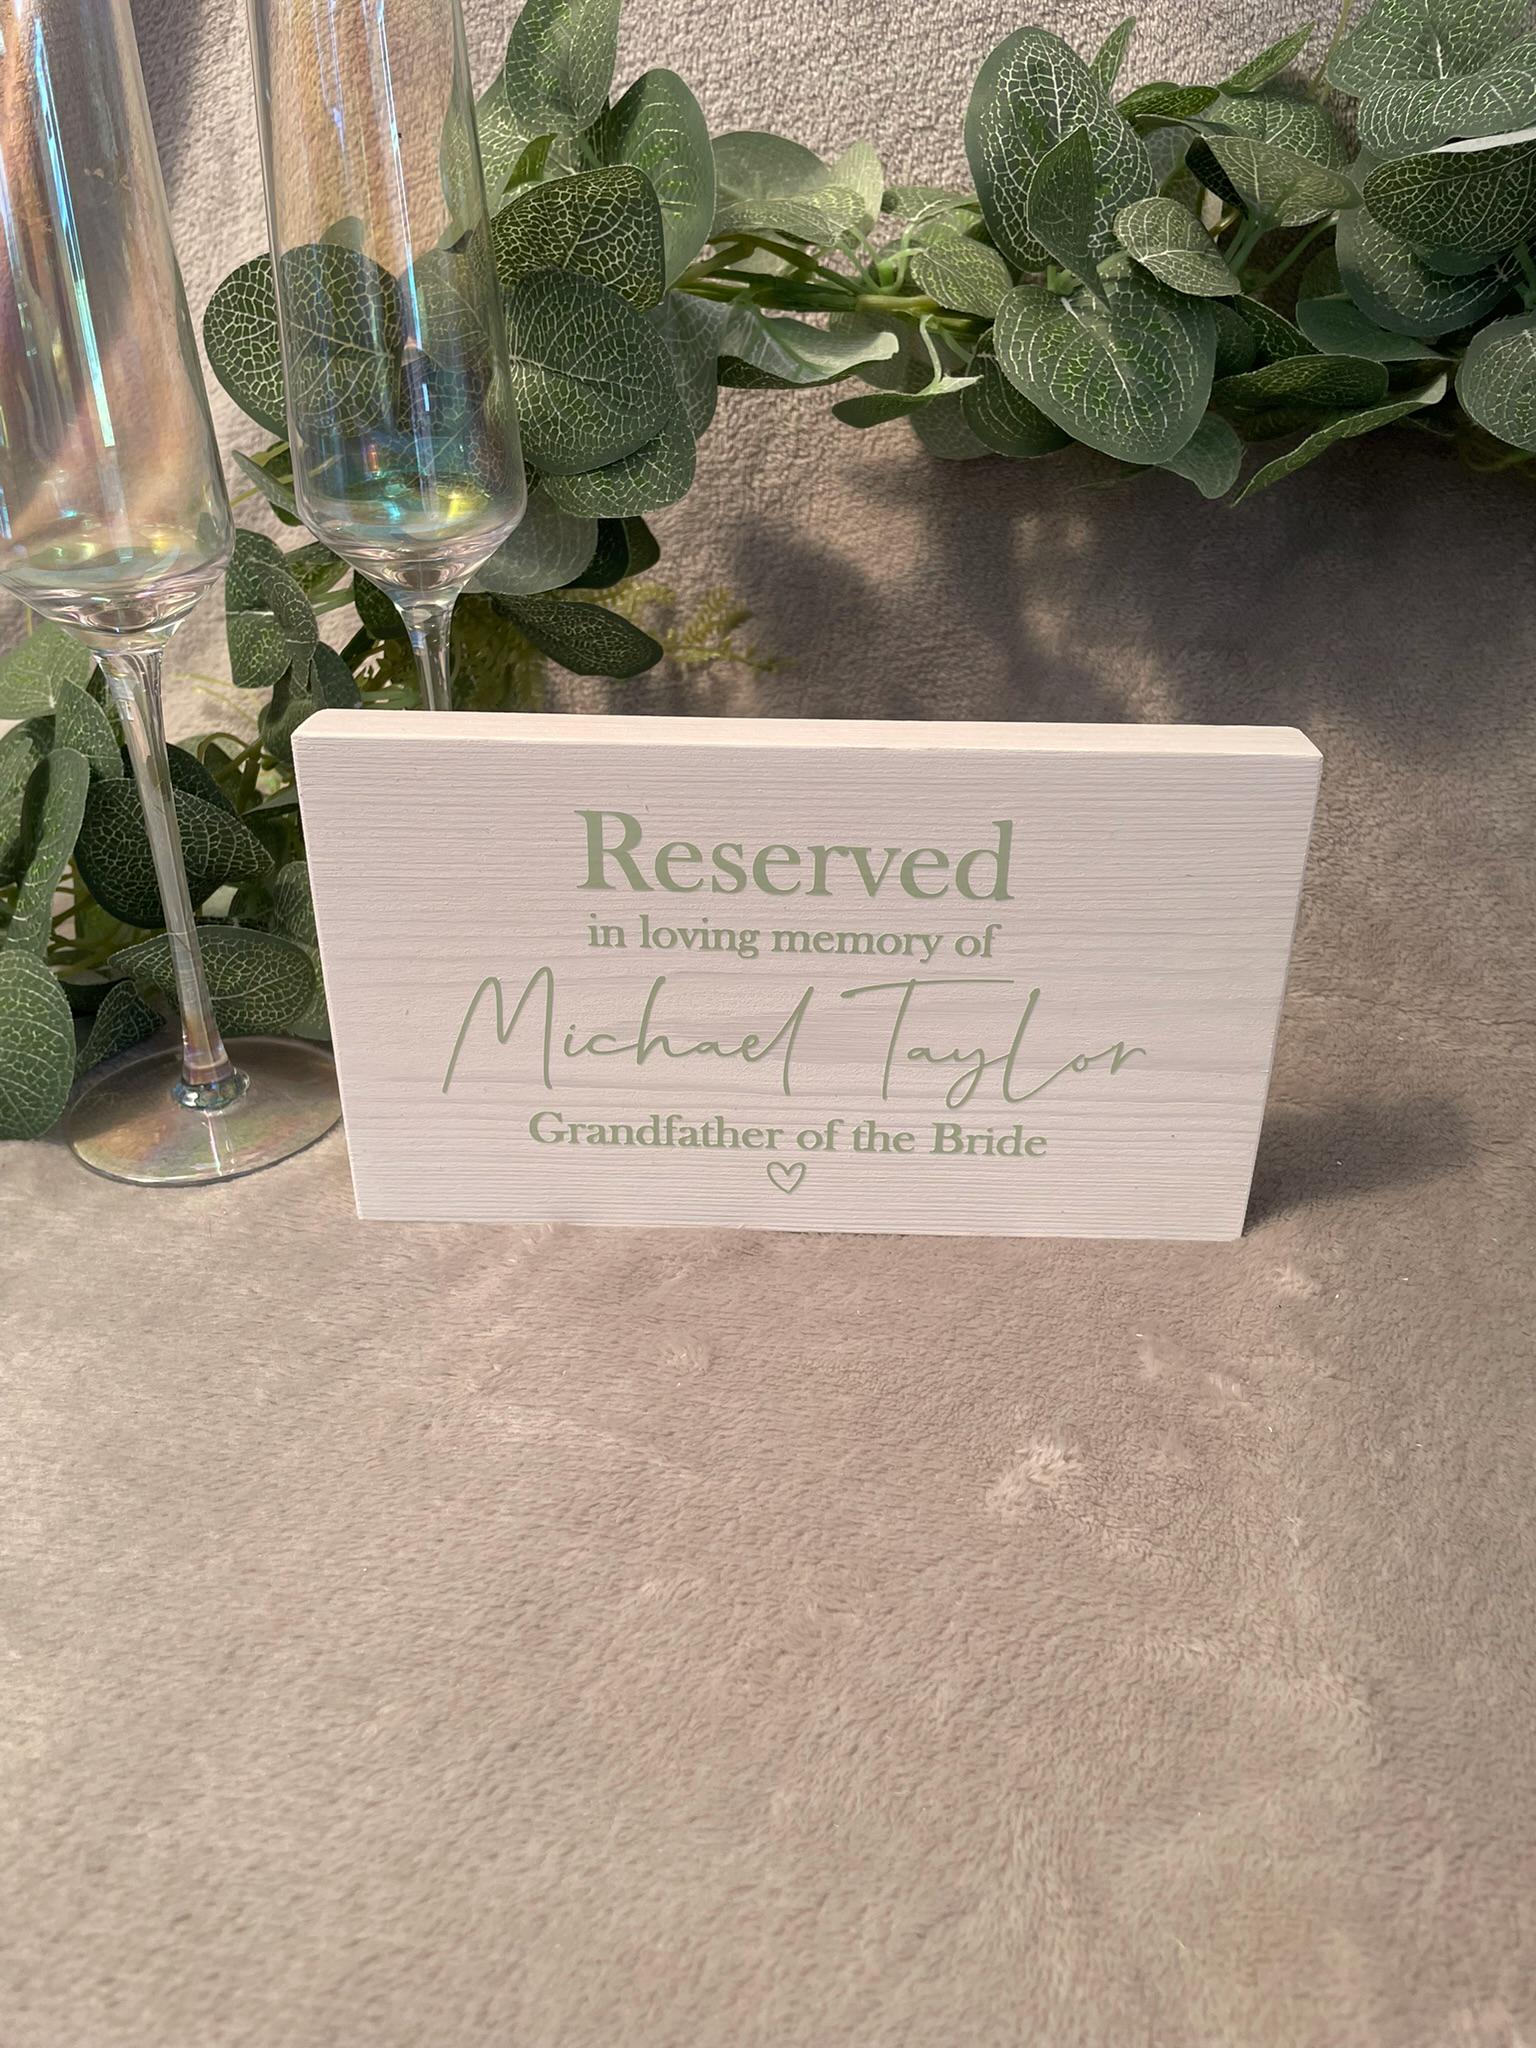 Reserved
in loving memory of
Michael Taylor
Grandfather of the Bride